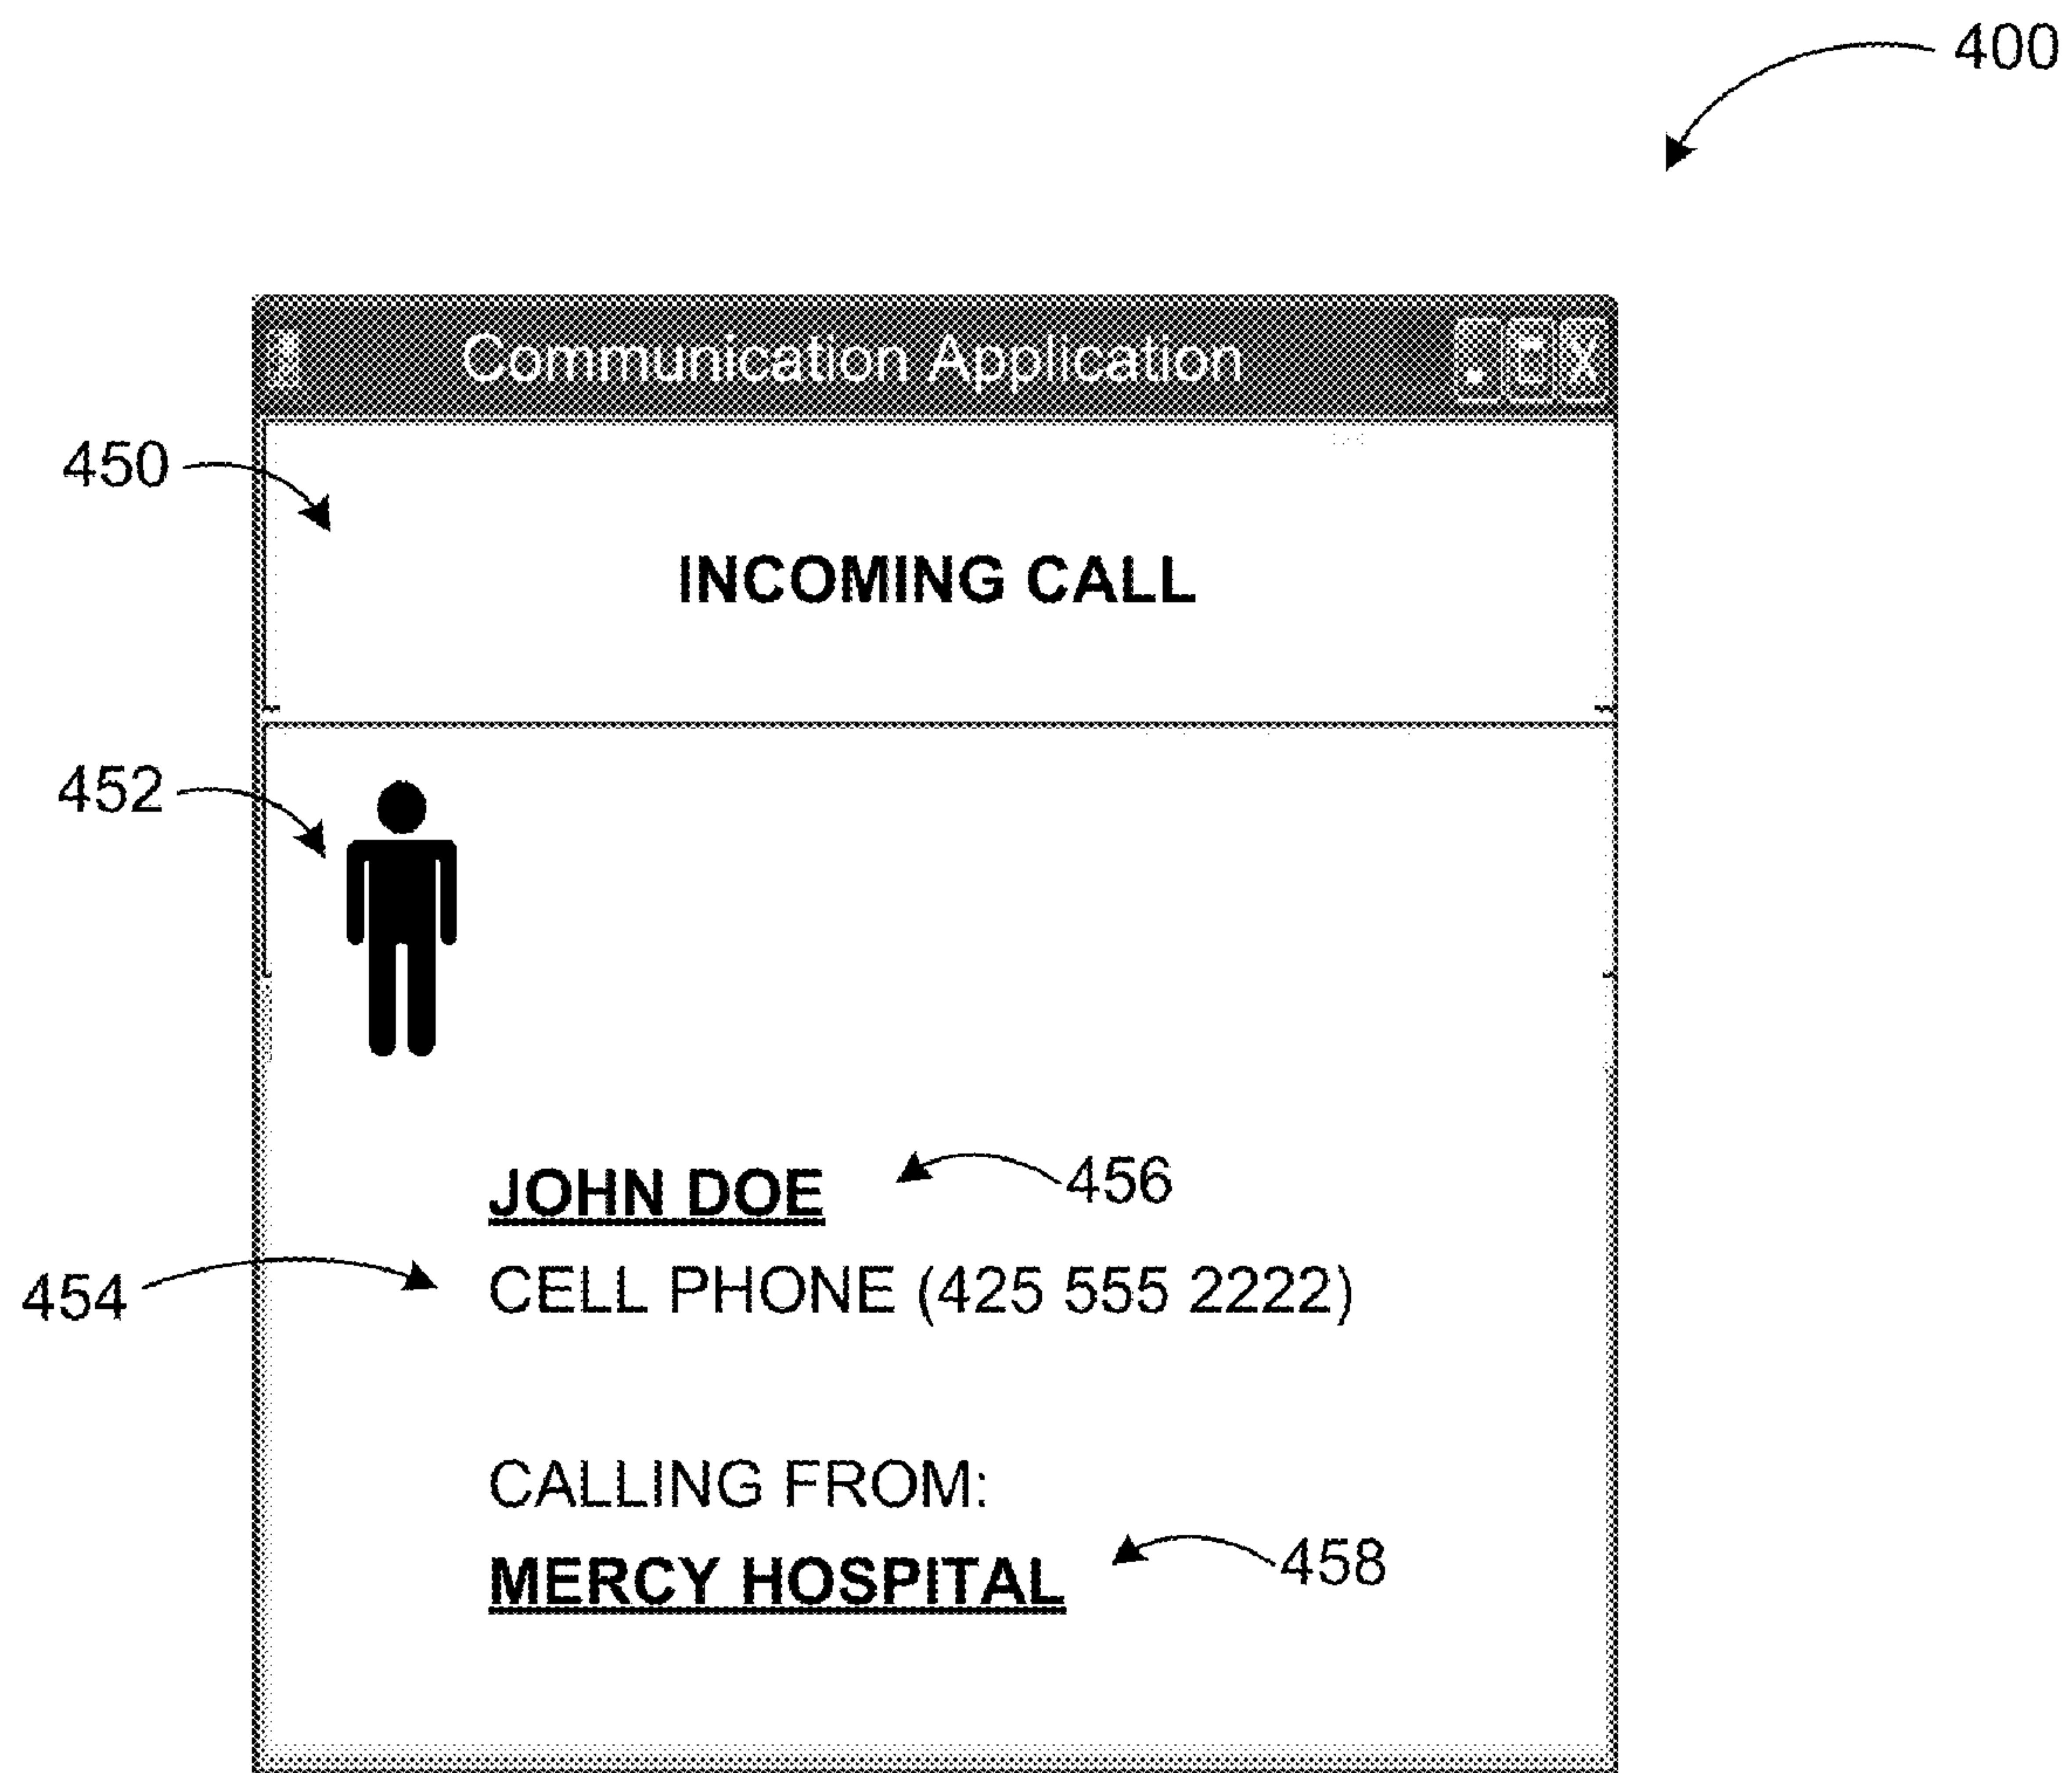 400
Communication Application
X
450
INCOMING CALL
452
JOHN DOE
456
454
CELL PHONE (425 555 2222)
CALLING FROM:
MERCY HOSPITAL
458